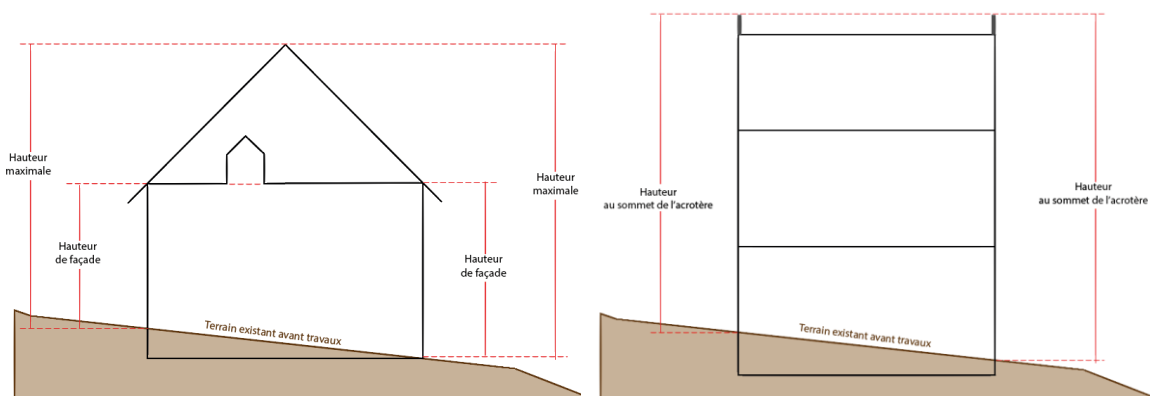 Hauteur
maximale
Hauteur
de façade
Terrain existant avant travaux
Hauteur
de façade
Hauteur
maximale
Hauteur
au sommet de l'acrotère
Terrain existant avant travaux
Hauteur
au sommet de l'acrotère